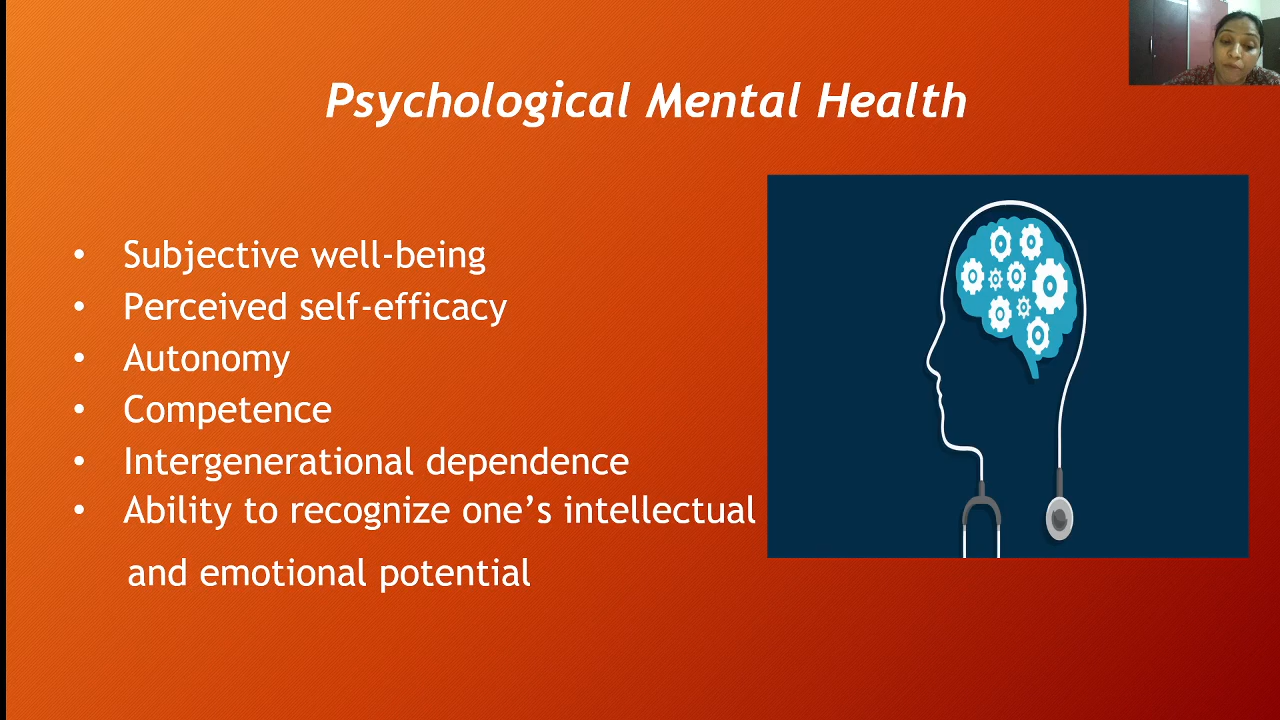 Psychological Mental Health
• Subjective well-being
• Perceived self-efficacy
• Autonomy
• Competence
• Intergenerational dependence
• Ability to recognize one’s intellectual
and emotional potential